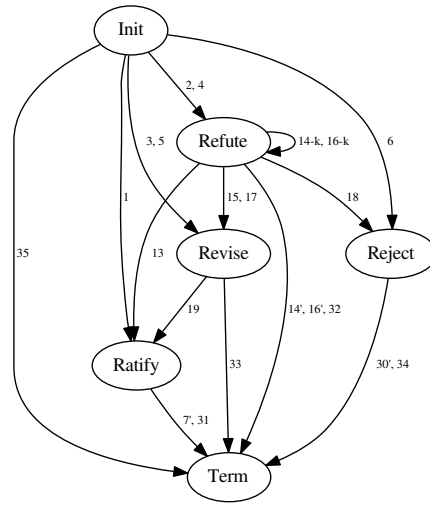 Init
2, 4
Refute
14-k, 16-k
3, 5
6
1
15, 17
18
35
13
Revise
Reject
19
14', 16', 32
33
30', 34
Ratify
7', 31
Term